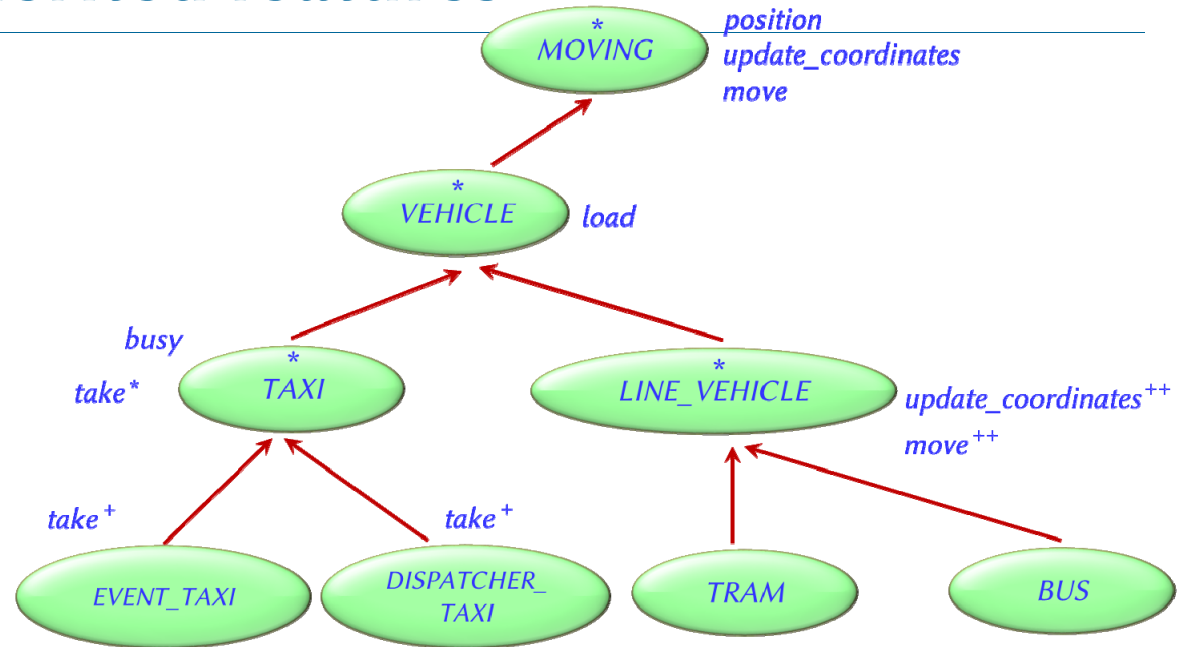 *
MOVING
position
update_coordinates
move
*
VEHICLE
load
busy
take*
*
TAXI
*
LINE_VEHICLE
update_coordinates++
move++
take+
take+
EVENT_TAXI
DISPATCHER_
TAXI
TRAM
BUS